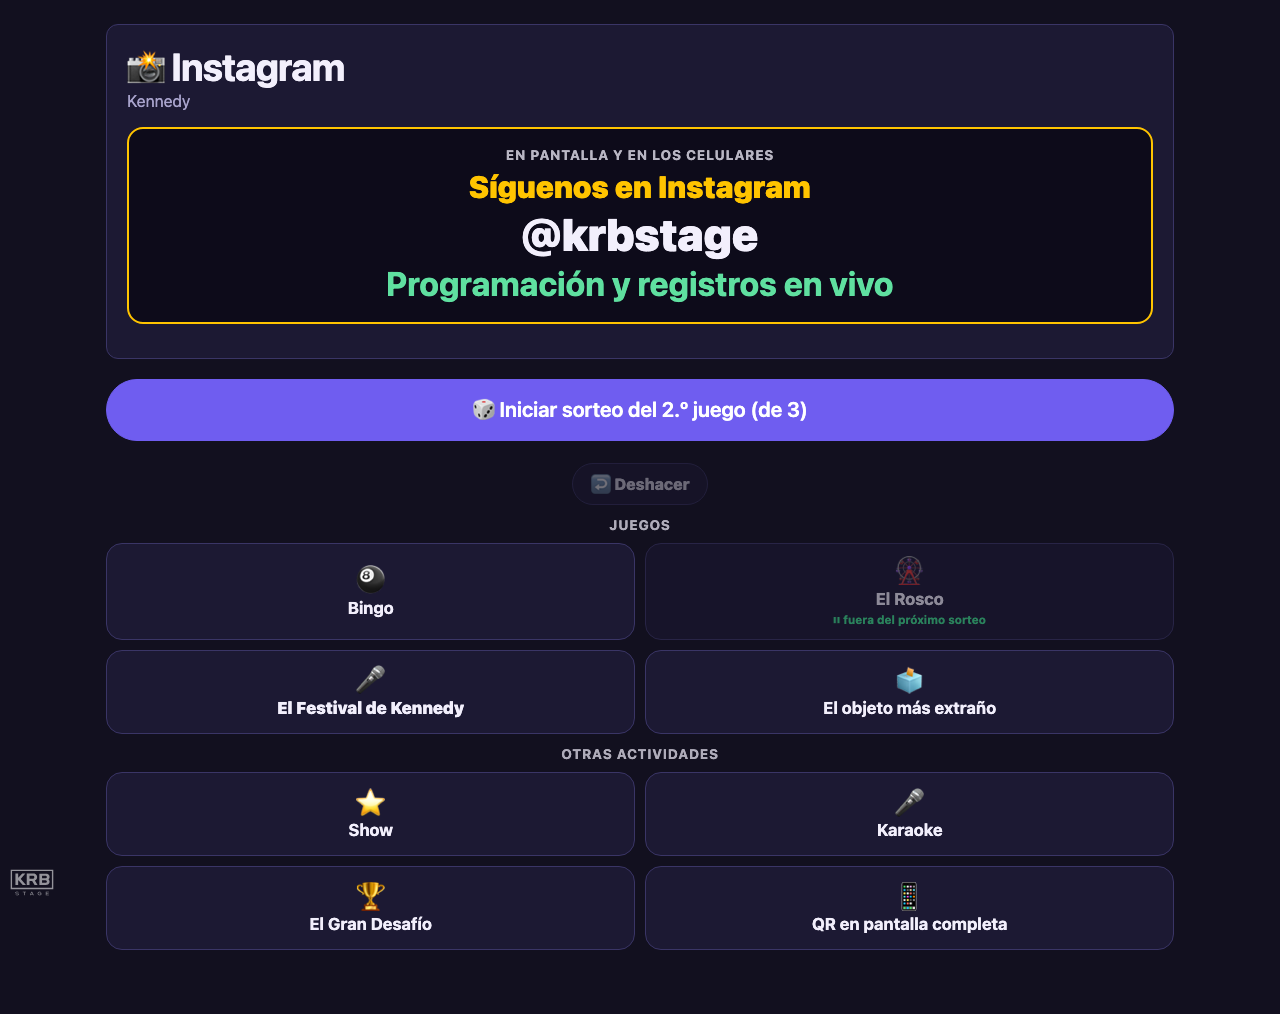 Instagram
Kennedy
EN PANTALLA Y EN LOS CELULARES
Síguenos en Instagram
@krbstage
Programación y registros en vivo
Iniciar sorteo del 2.º juego (de 3)
Deshacer
JUEGOS
Bingo
El Rosco
fuera del próximo sorteo
El Festival de Kennedy
El objeto más extraño
OTRAS ACTIVIDADES
Show
Karaoke
KRB
STAGE
El Gran Desafío
QR en pantalla completa